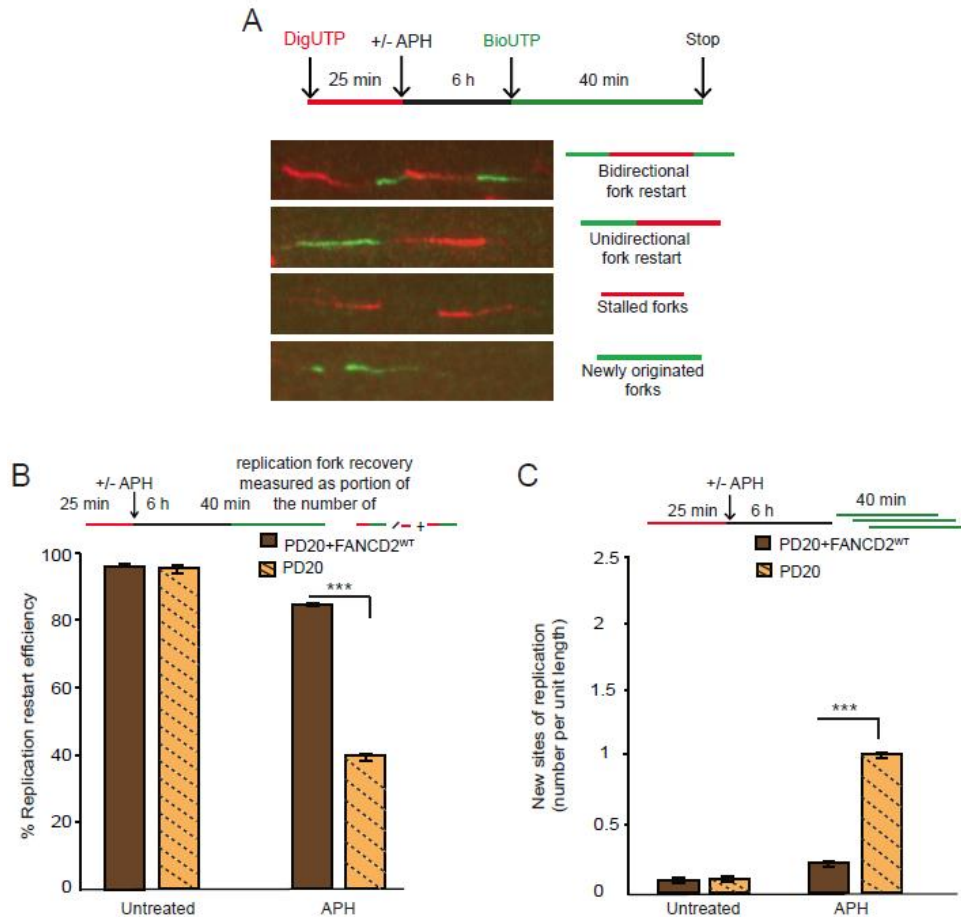 A
DigUTP +/- APH BioUTP Stop
25 min 6 h 40 min
Bidirectional
fork restart
Unidirectional
fork restart
Stalled forks
Newly originated
forks
B
replication fork recovery
measured as portion of
the number of
+/- APH
25 min 6 h 40 min
+
PD20+FANCD2WT
PD20
% Replication restart efficiency
100
80
60
40
20
0
***
Untreated APH
C
+/- APH
25 min 6 h 40 min
PD20+FANCD2WT
PD20
New sites of replication
(number per unit length)
2.5
2
1.5
1
0.5
0
***
Untreated APH